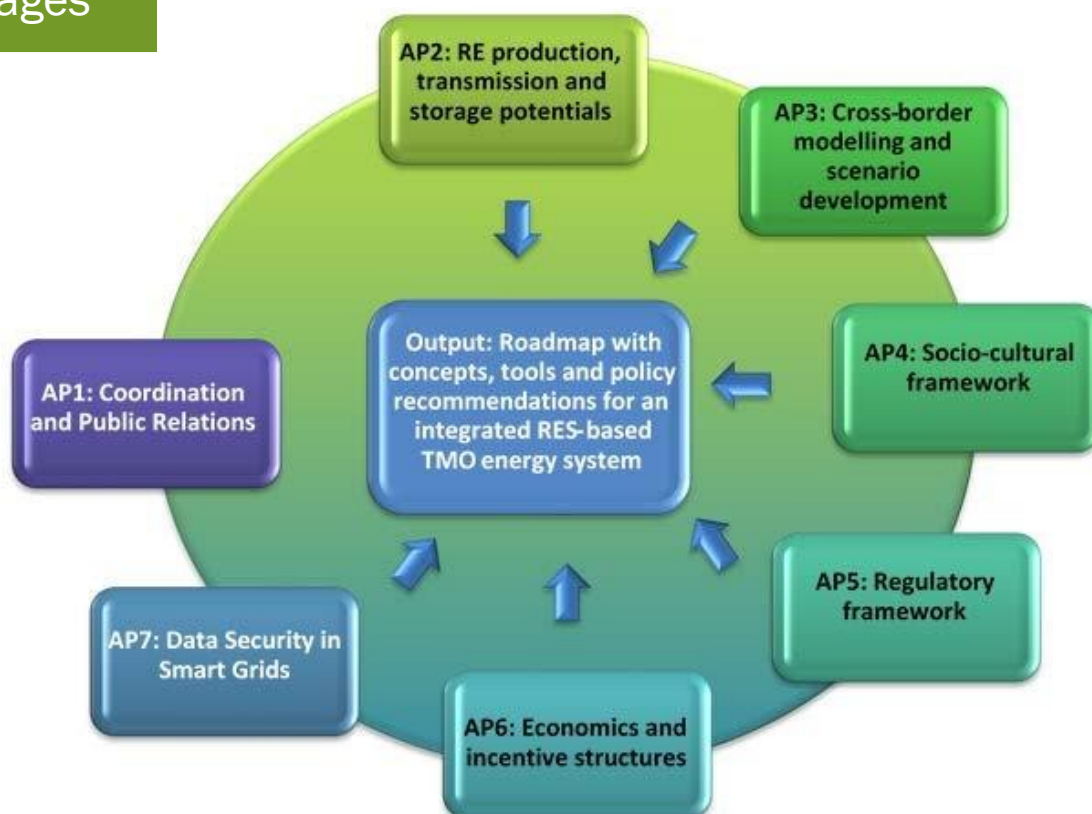 AP2: RE production,
transmission and
storage potentials
AP3: Cross-border
modelling and
scenario
development
AP1: Coordination
and Public Relations
Output: Roadmap with
concepts, tools and policy
recommendations for an
integrated RES-based
TMO energy system
AP4: Socio-cultural
framework
AP5: Regulatory
framework
AP7: Data Security in
Smart Grids
AP6: Economics and
incentive structures